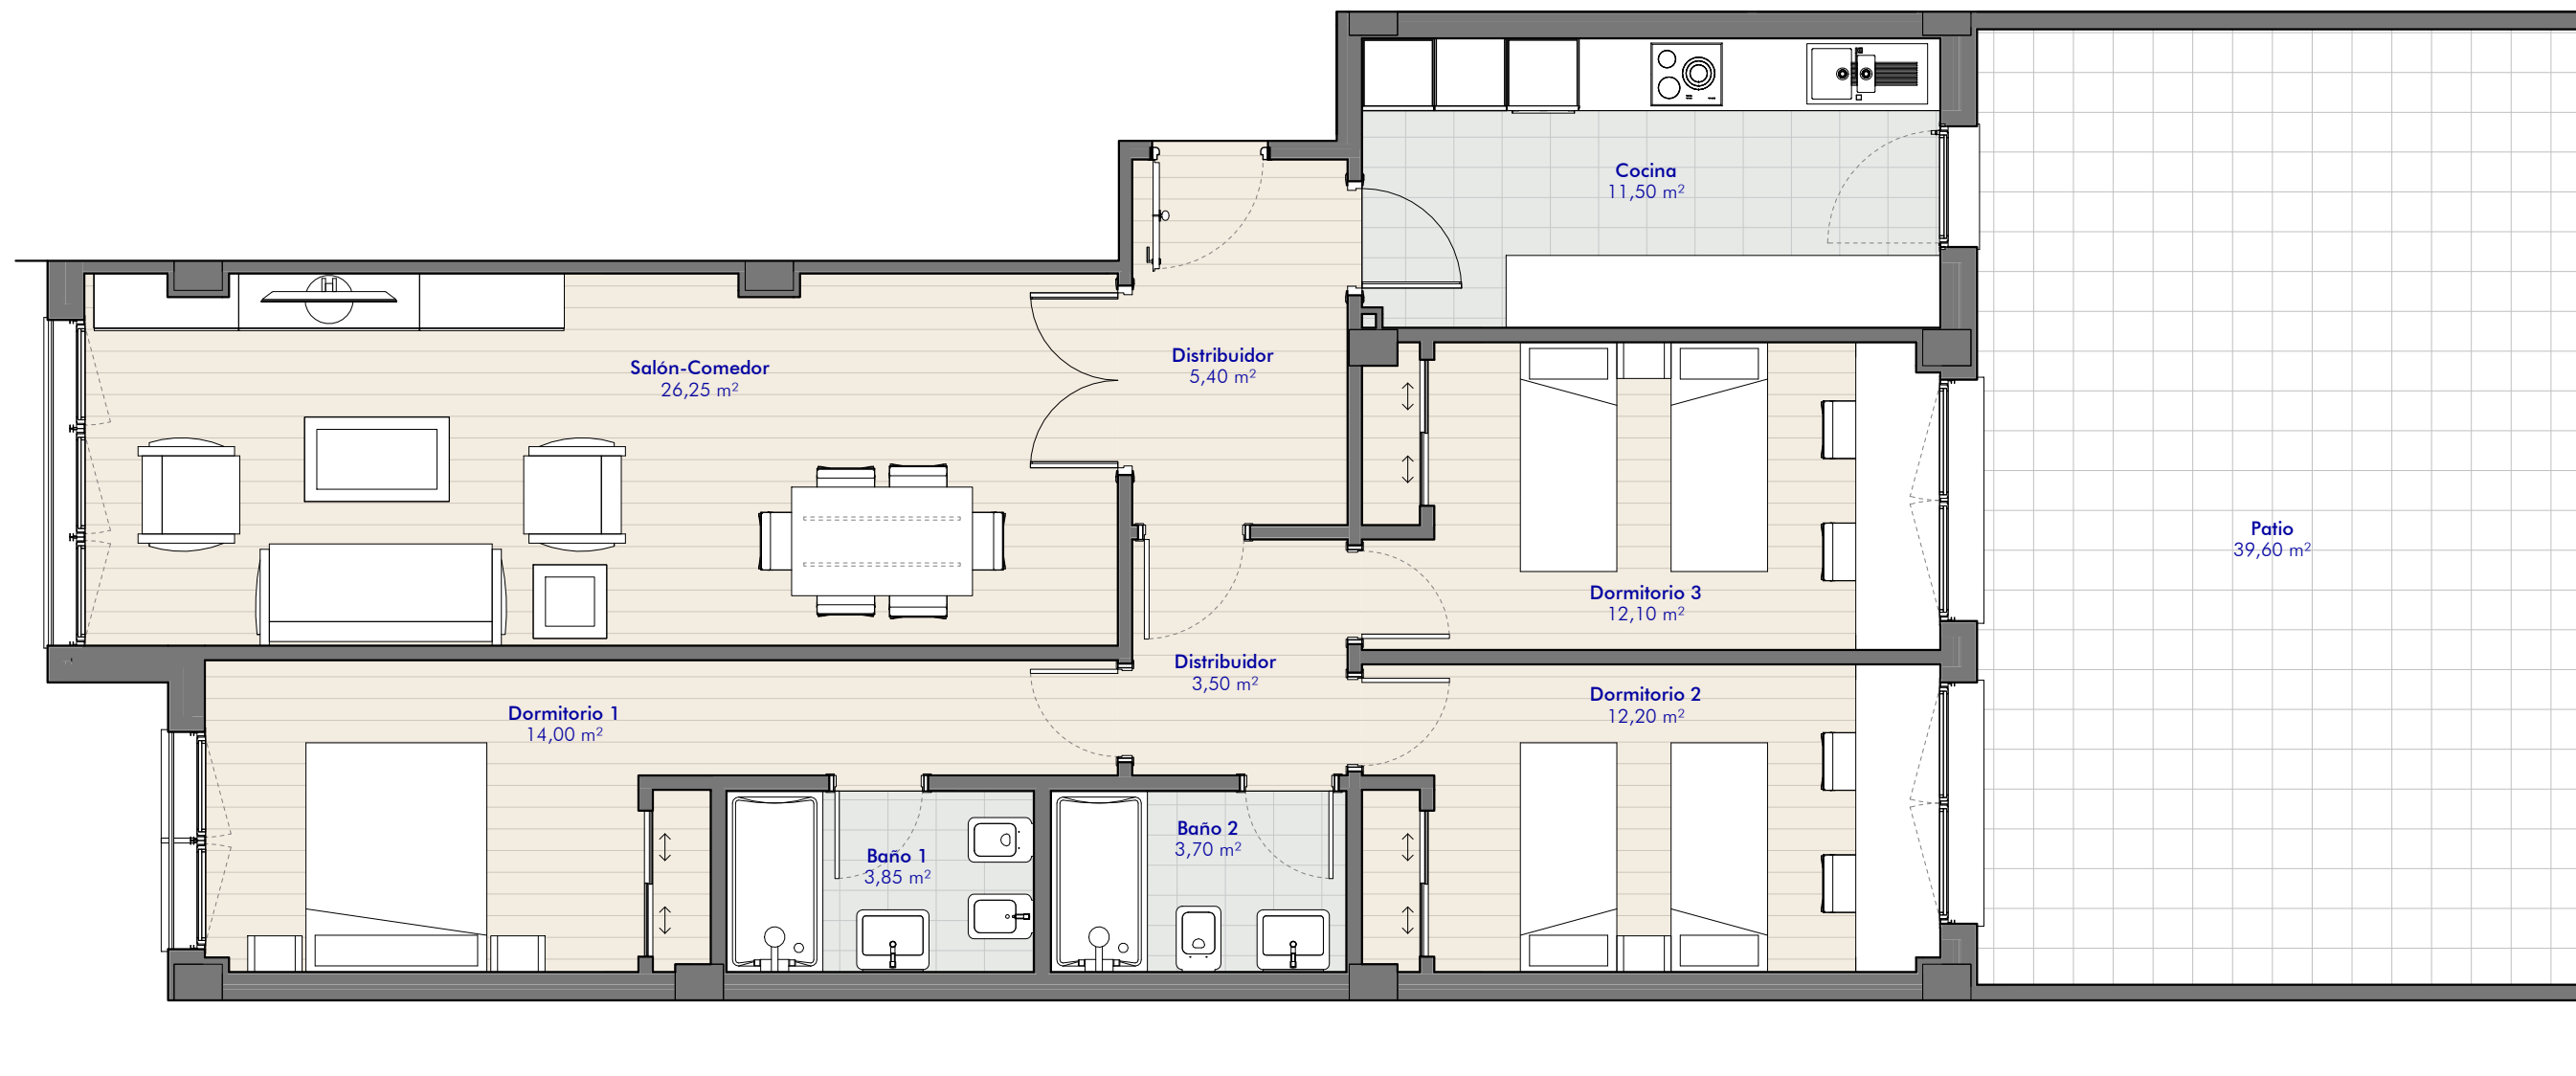 Cocina
11,50 m²
Salón-Comedor
26,25 m²
Distribuidor
5,40 m²
Patio
39,60 m²
Dormitorio 3
12,10 m²
Distribuidor
3,50 m²
Dormitorio 2
12,20 m²
Dormitorio 1
14,00 m²
Baño 1
3,85 m²
Baño 2
3,70 m²